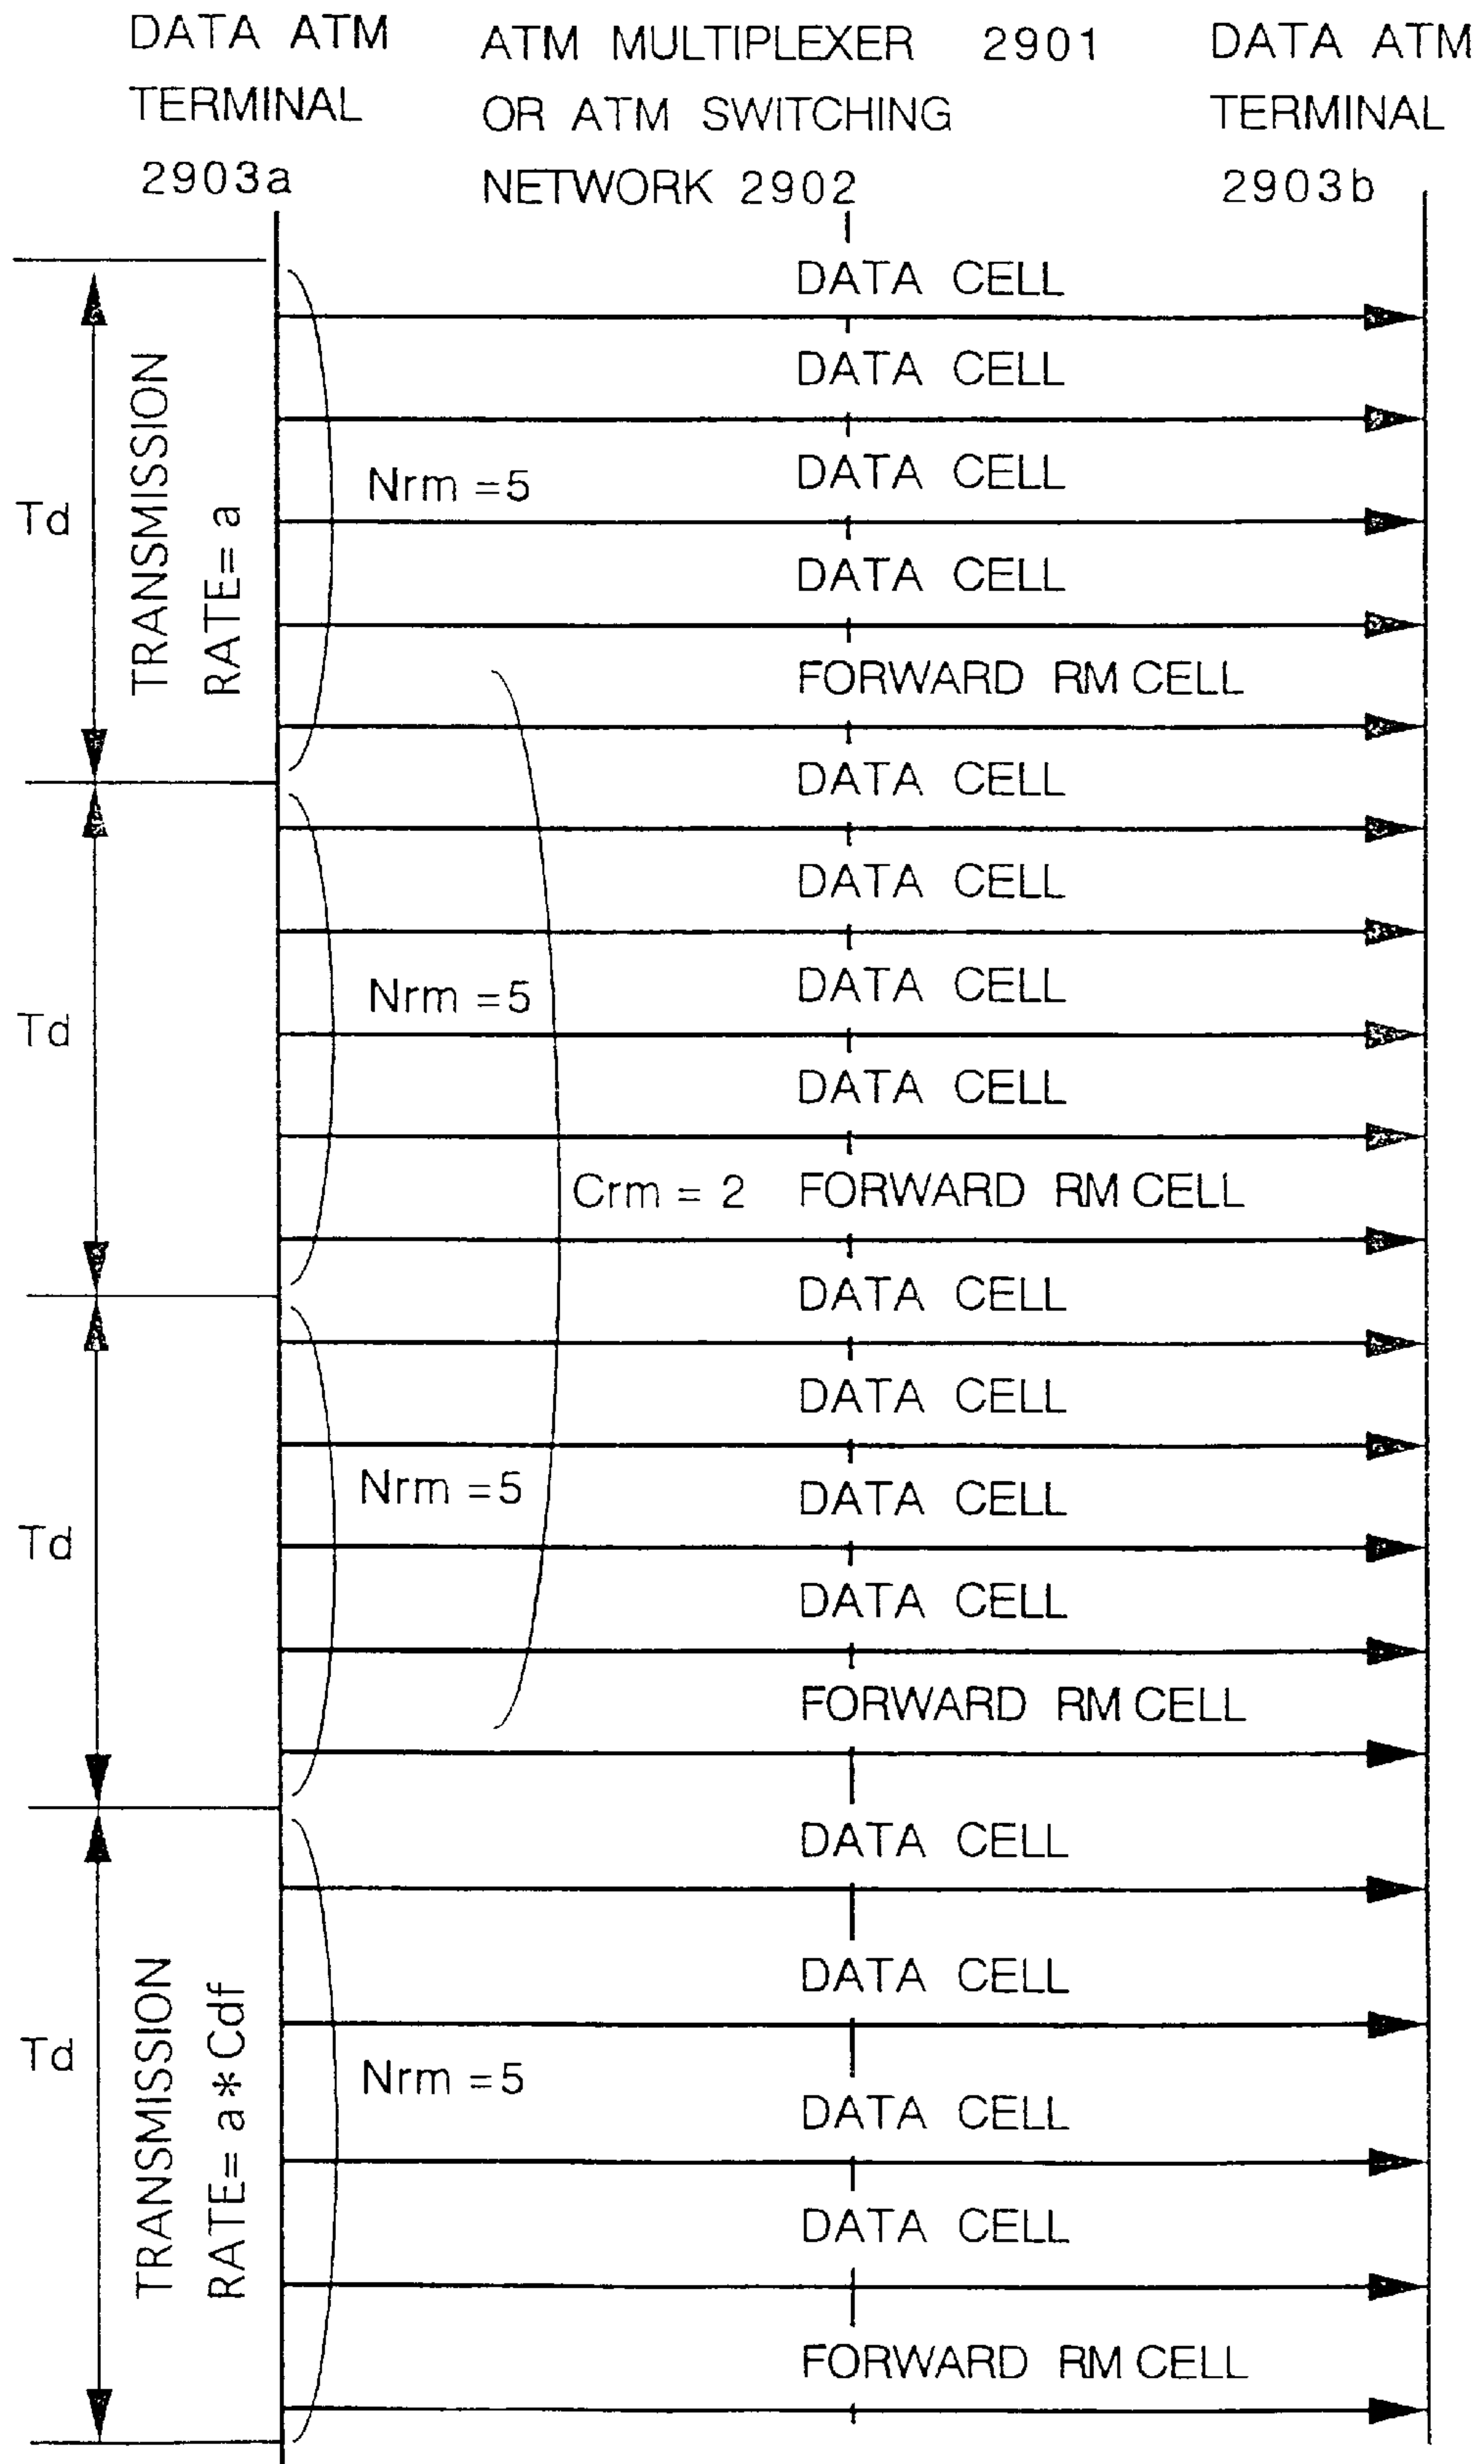 DATA ATM
TERMINAL
2903a
ATM MULTIPLEXER 2901
OR ATM SWITCHING
NETWORK 2902
DATA ATM
TERMINAL
2903b
DATA CELL
DATA CELL
Td
TRANSMISSION
RATE= a
Nrm =5
DATA CELL
DATA CELL
FORWARD RM CELL
DATA CELL
DATA CELL
Td
Nrm =5
DATA CELL
DATA CELL
Crm = 2
FORWARD RM CELL
DATA CELL
DATA CELL
Td
Nrm =5
DATA CELL
DATA CELL
FORWARD RM CELL
DATA CELL
DATA CELL
Td
TRANSMISSION
RATE= a*Cdf
Nrm =5
DATA CELL
DATA CELL
FORWARD RM CELL